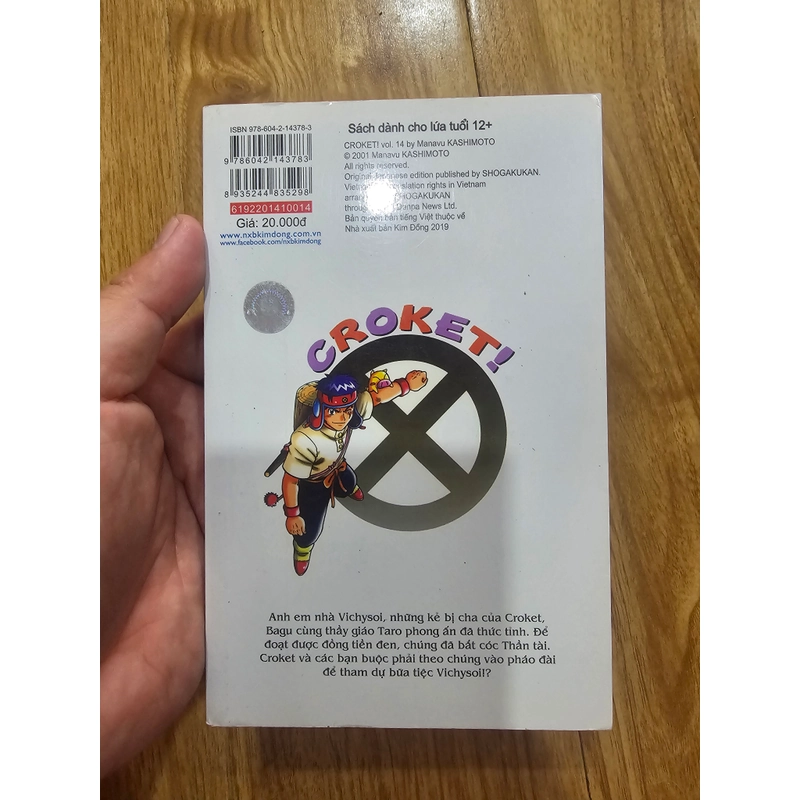 ISBN 978-604-2-14378-3
9 786042 143783
8 935244 835298
6192201410014
Giá: 20.000đ
www.nxbkimdong.com.vn
www.facebook.com/nxbkimdong
Sách dành cho lứa tuổi 12+
CROKET! vol. 14 by Manavu KASHIMOTO
© 2001 Manavu KASHIMOTO
All rights reserved.
Original Japanese edition published by SHOGAKUKAN.
translation rights in Vietnam
SHOGAKUKAN
News Ltd.
Bản quyền bản tiếng Việt thuộc về
Nhà xuất bản Kim Đồng 2019
CROKET!
Anh em nhà Vichysoi, những kẻ bị cha của Croket,
Bagu cùng thầy giáo Taro phong ấn đã thức tỉnh. Để
đoạt được đồng tiền đen, chúng đã bắt cóc Thần tài.
Croket và các bạn buộc phải theo chúng vào pháo đài
để tham dự bữa tiệc Vichysoi!?